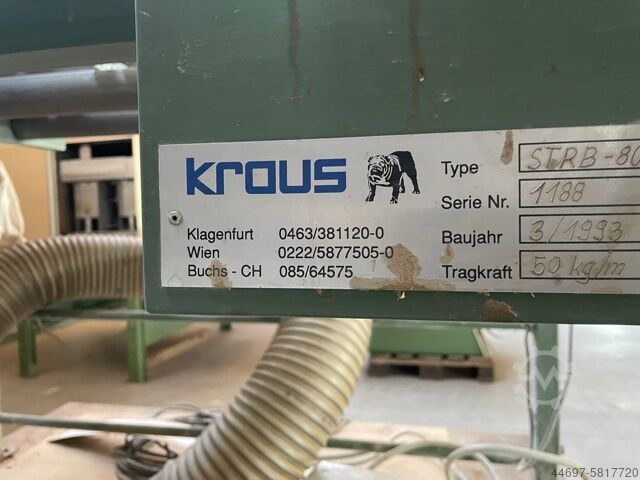 kraus
Klagenfurt 0463/381120-0
Wien 0222/5877505-0
Buchs - CH 085/64575
Type STRB-80
Serie Nr. 1188
Baujahr 3/1993
Tragkraft 50 kg/m
44697-5817720